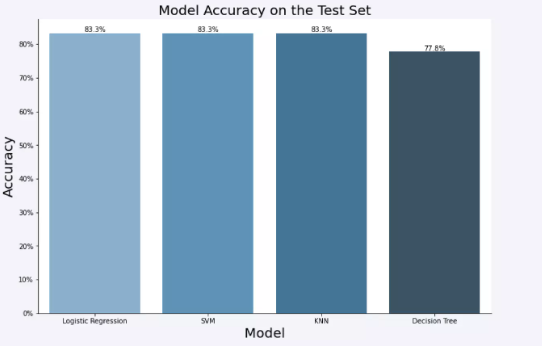 Model Accuracy on the Test Set
83.3%
83.3%
83.3%
77.8%
80%
70%
60%
50%
40%
30%
20%
10%
0%
Accuracy
Logistic Regression
SVM
KNN
Decision Tree
Model